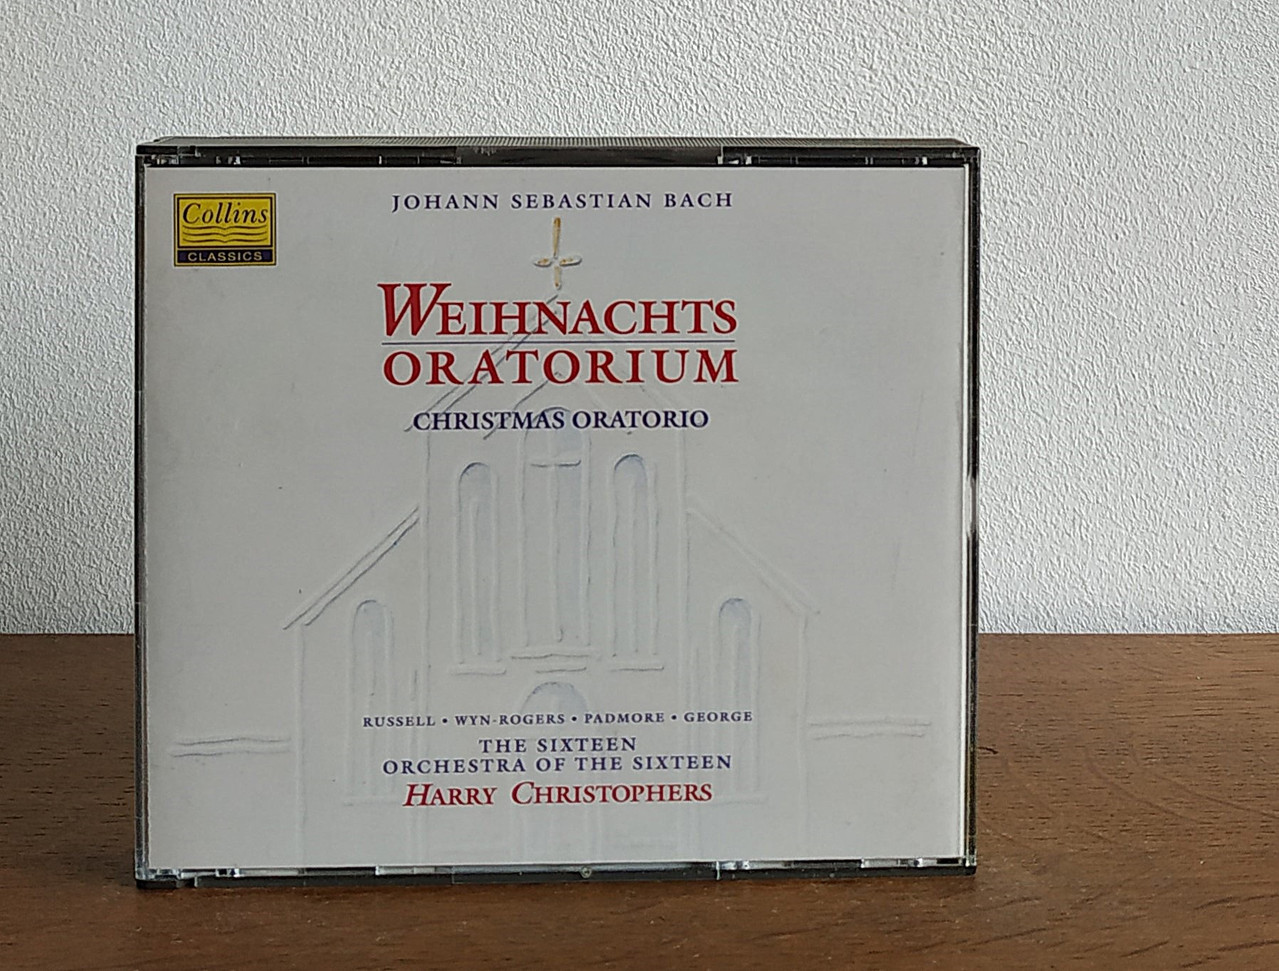 Collins
CLASSICS
JOHANN SEBASTIAN BACH
WEIHNACHTS
ORATORIUM
CHRISTMAS ORATORIO
RUSSELL • WYN-ROGERS • PADMORE • GEORGE
THE SIXTEEN
ORCHESTRA OF THE SIXTEEN
HARRY CHRISTOPHERS